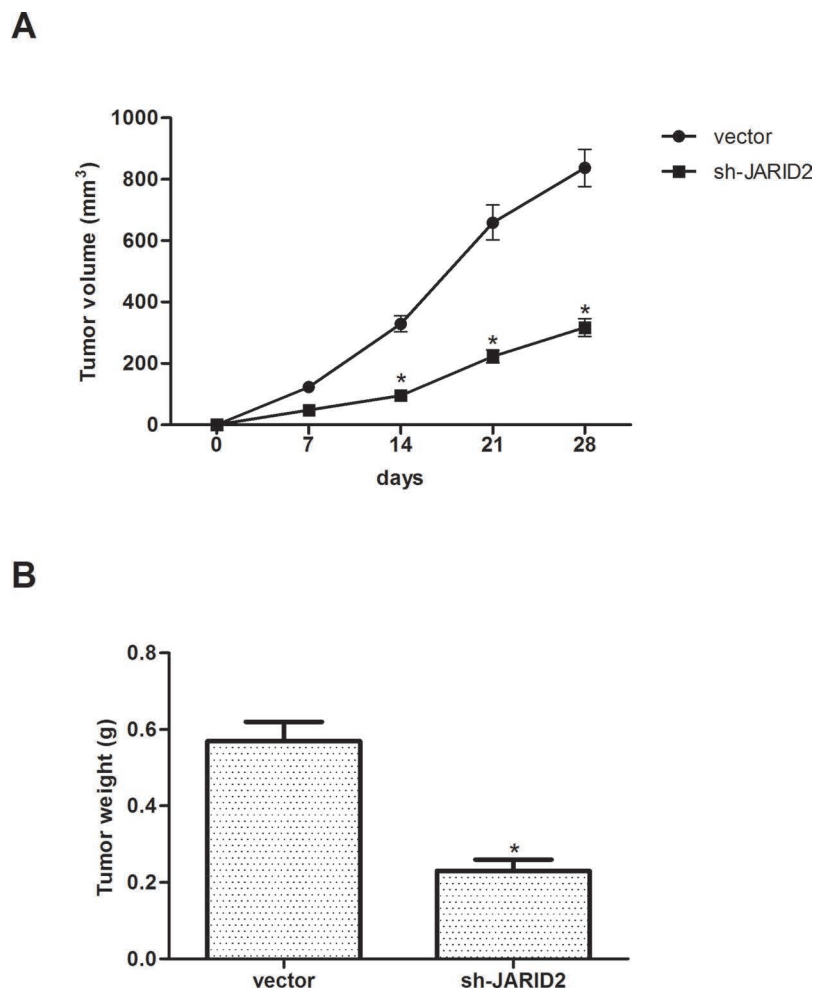 A
1000
800
600
400
200
0
Tumor volume (mm³)
0 7 14 21 28
days
vector
sh-JARID2
*
*
*
B
0.8
0.6
0.4
0.2
0.0
Tumor weight (g)
*
vector sh-JARID2